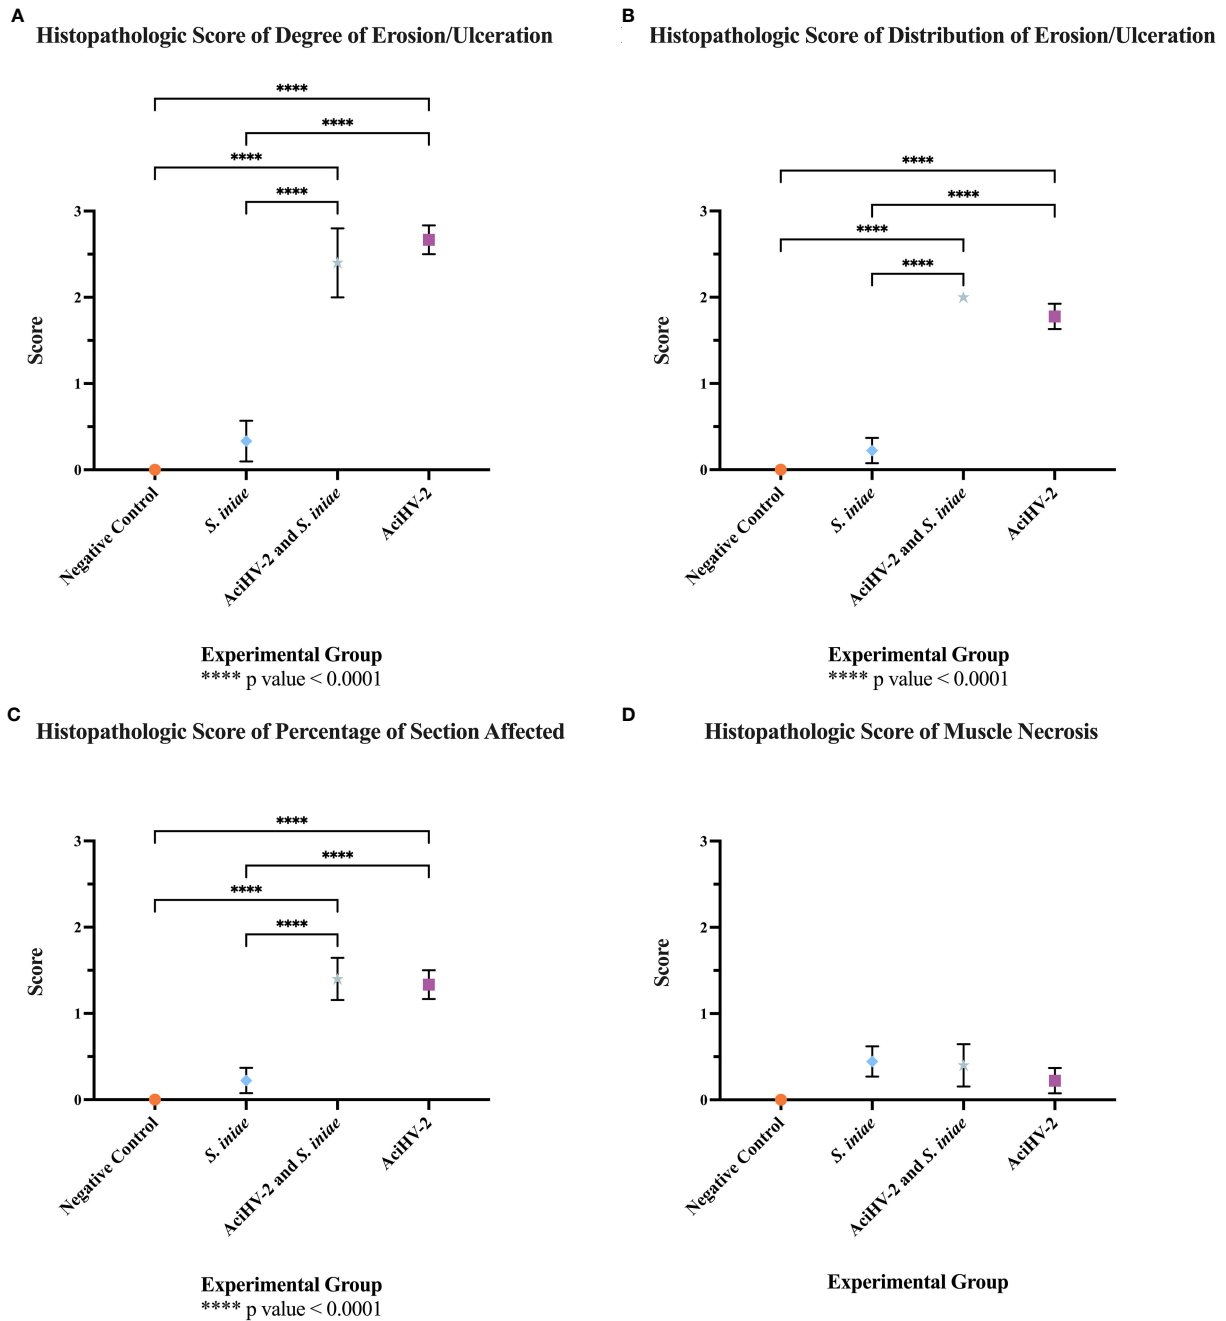 A
Histopathologic Score of Degree of Erosion/Ulceration
****
****
****
****
3
2
1
0
Score
Negative Control
S. iniae
AciHV-2 and S. iniae
AciHV-2
Experimental Group
**** p value < 0.0001
B
Histopathologic Score of Distribution of Erosion/Ulceration
****
****
****
****
3
2
1
0
Score
Negative Control
S. iniae
AciHV-2 and S. iniae
AciHV-2
Experimental Group
**** p value < 0.0001
C
Histopathologic Score of Percentage of Section Affected
****
****
****
****
3
2
1
0
Score
Negative Control
S. iniae
AciHV-2 and S. iniae
AciHV-2
Experimental Group
**** p value < 0.0001
D
Histopathologic Score of Muscle Necrosis
3
2
1
0
Score
Negative Control
S. iniae
AciHV-2 and S. iniae
AciHV-2
Experimental Group